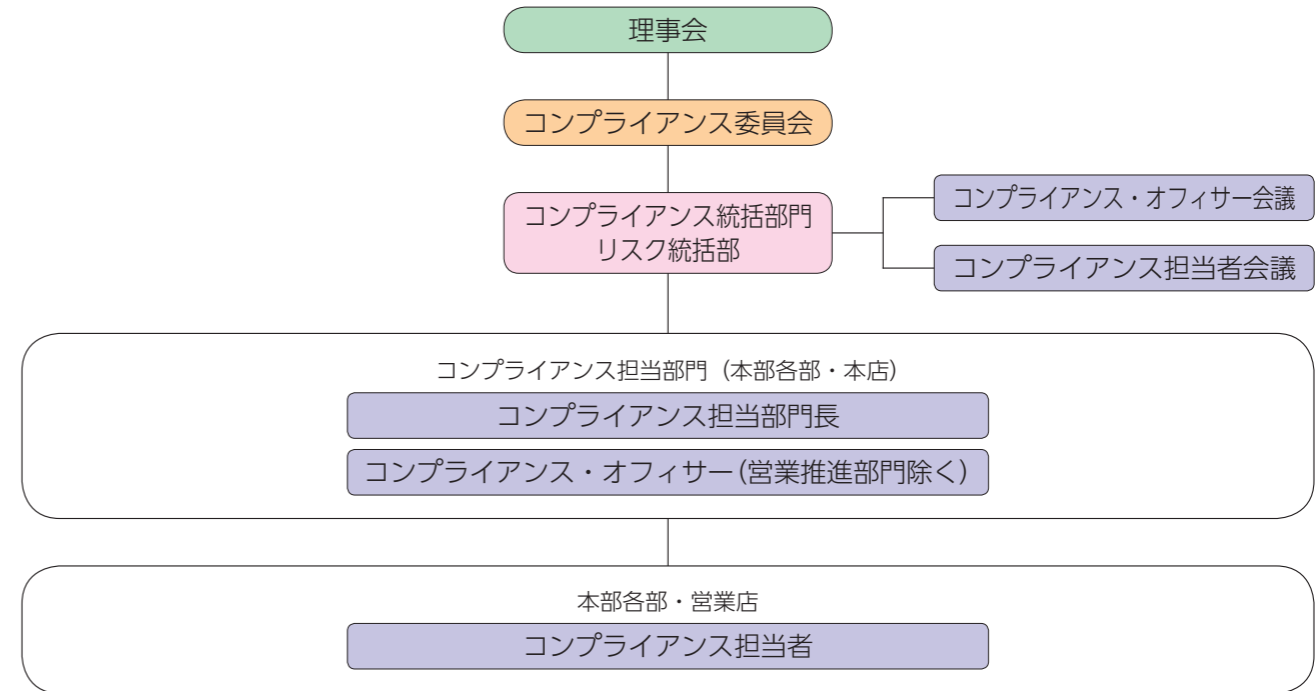 理事会
コンプライアンス委員会
コンプライアンス統括部門
リスク統括部
コンプライアンス・オフィサー会議
コンプライアンス担当者会議
コンプライアンス担当部門（本部各部・本店）
コンプライアンス担当部門長
コンプライアンス・オフィサー（営業推進部門除く）
本部各部・営業店
コンプライアンス担当者